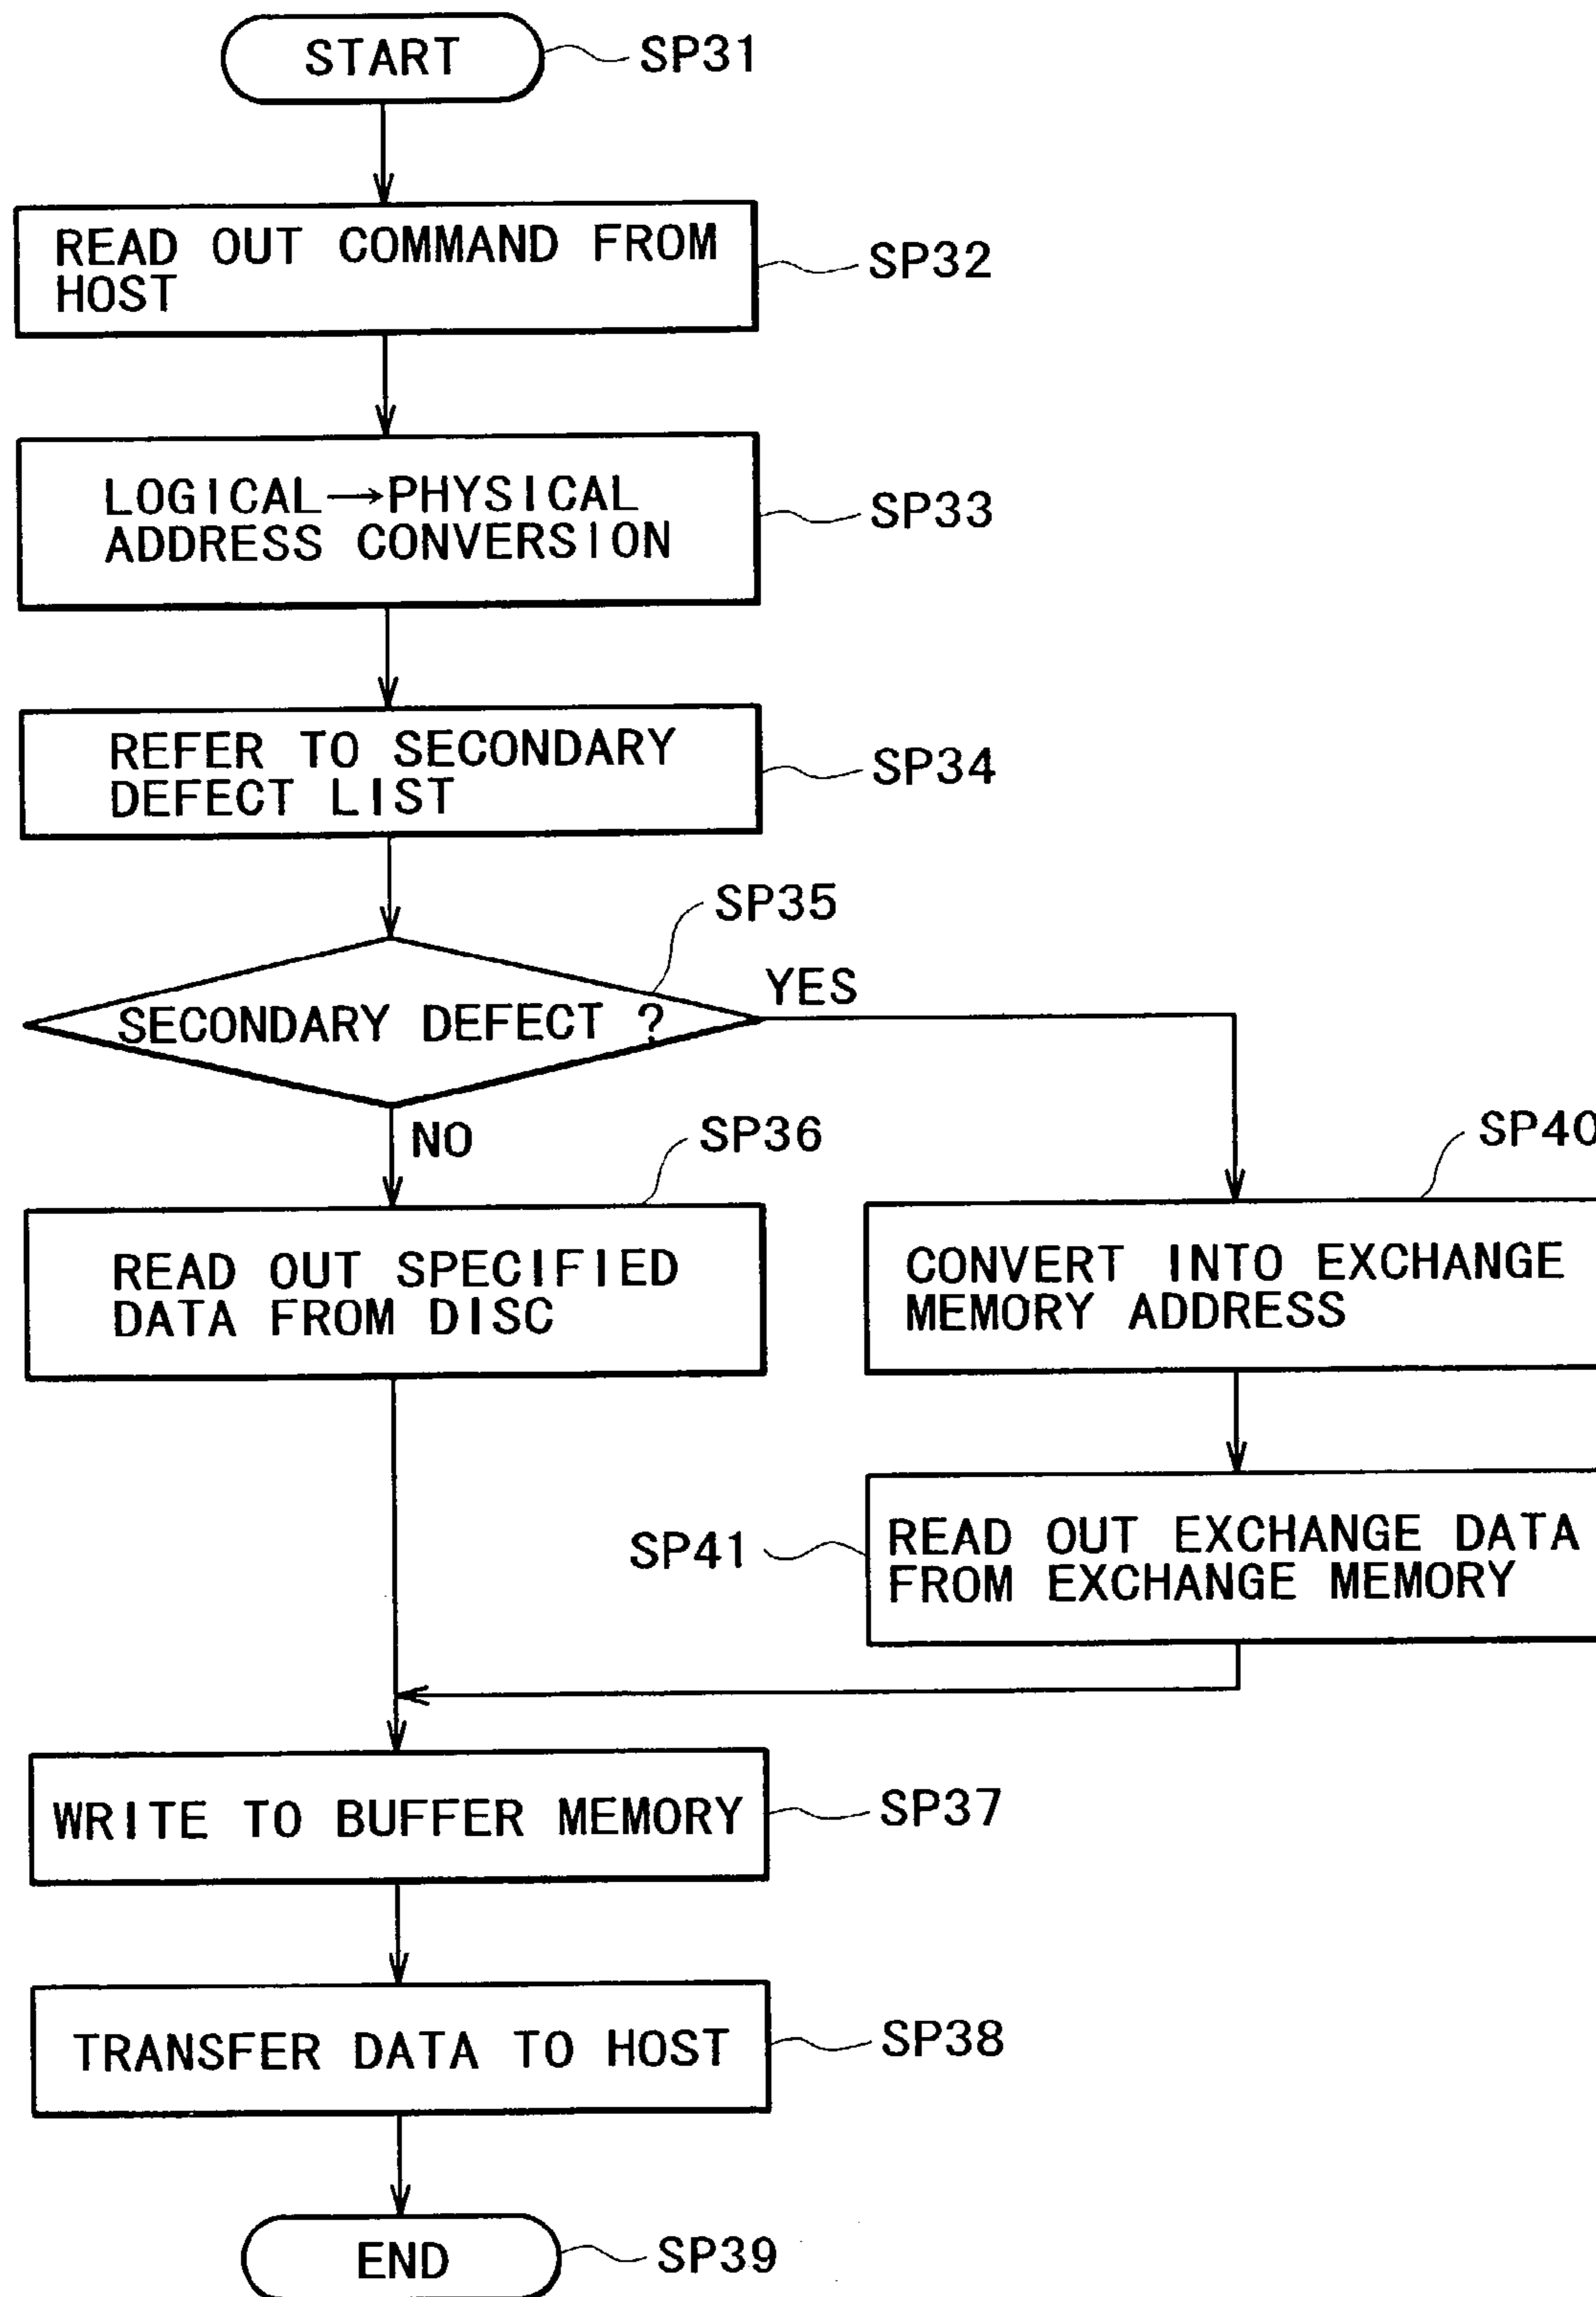 START
SP31
READ OUT COMMAND FROM
HOST
SP32
LOGICAL→PHYSICAL
ADDRESS CONVERSION
SP33
REFER TO SECONDARY
DEFECT LIST
SP34
SP35
SECONDARY DEFECT ?
YES
NO
SP36
READ OUT SPECIFIED
DATA FROM DISC
SP40
CONVERT INTO EXCHANGE
MEMORY ADDRESS
SP41
READ OUT EXCHANGE DATA
FROM EXCHANGE MEMORY
WRITE TO BUFFER MEMORY
SP37
TRANSFER DATA TO HOST
SP38
END
SP39